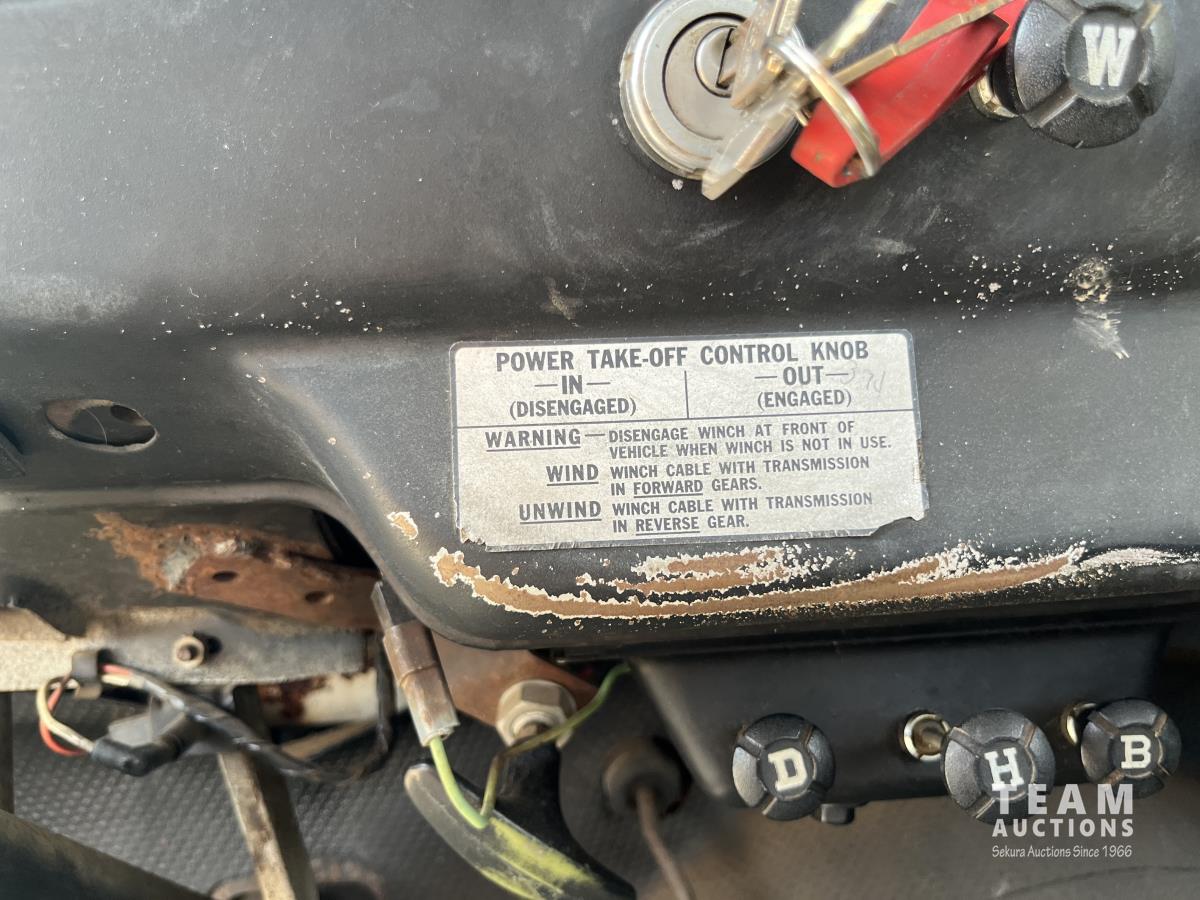 W
POWER TAKE-OFF CONTROL KNOB
—IN— —OUT—
(DISENGAGED) (ENGAGED)
WARNING — DISENGAGE WINCH AT FRONT OF
VEHICLE WHEN WINCH IS NOT IN USE.
WIND WINCH CABLE WITH TRANSMISSION
IN FORWARD GEARS.
UNWIND WINCH CABLE WITH TRANSMISSION
IN REVERSE GEAR.
D H B
TEAM
AUCTIONS
Sekura Auctions Since 1966